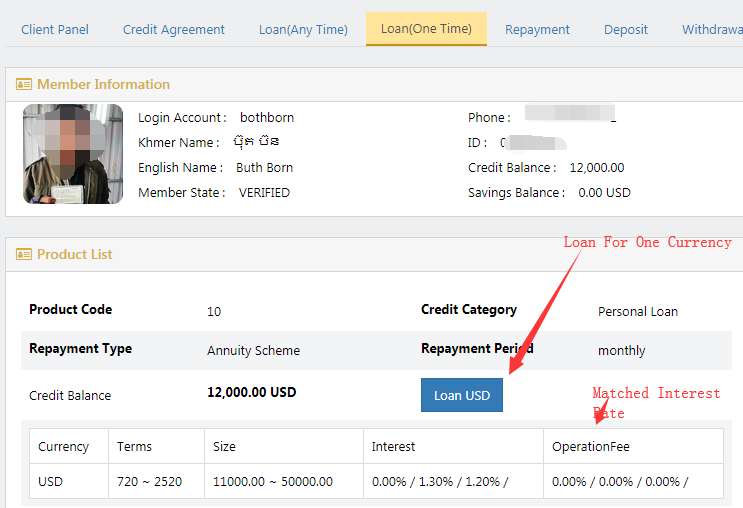 Client Panel Credit Agreement Loan(Any Time) Loan(One Time) Repayment Deposit Withdrawa
Member Information
Login Account : bothborn Phone :
Khmer Name : ប៊ុត ប៊ន ID :
English Name : Buth Born Credit Balance : 12,000.00
Member State : VERIFIED Savings Balance : 0.00 USD
Loan For One Currency
Product List
Product Code 10 Credit Category Personal Loan
Repayment Type Annuity Scheme Repayment Period monthly
Credit Balance 12,000.00 USD Loan USD
Matched Interest
Rate
Currency Terms Size Interest OperationFee
USD 720 ~ 2520 11000.00 ~ 50000.00 0.00% / 1.30% / 1.20% / 0.00% / 0.00% / 0.00% /